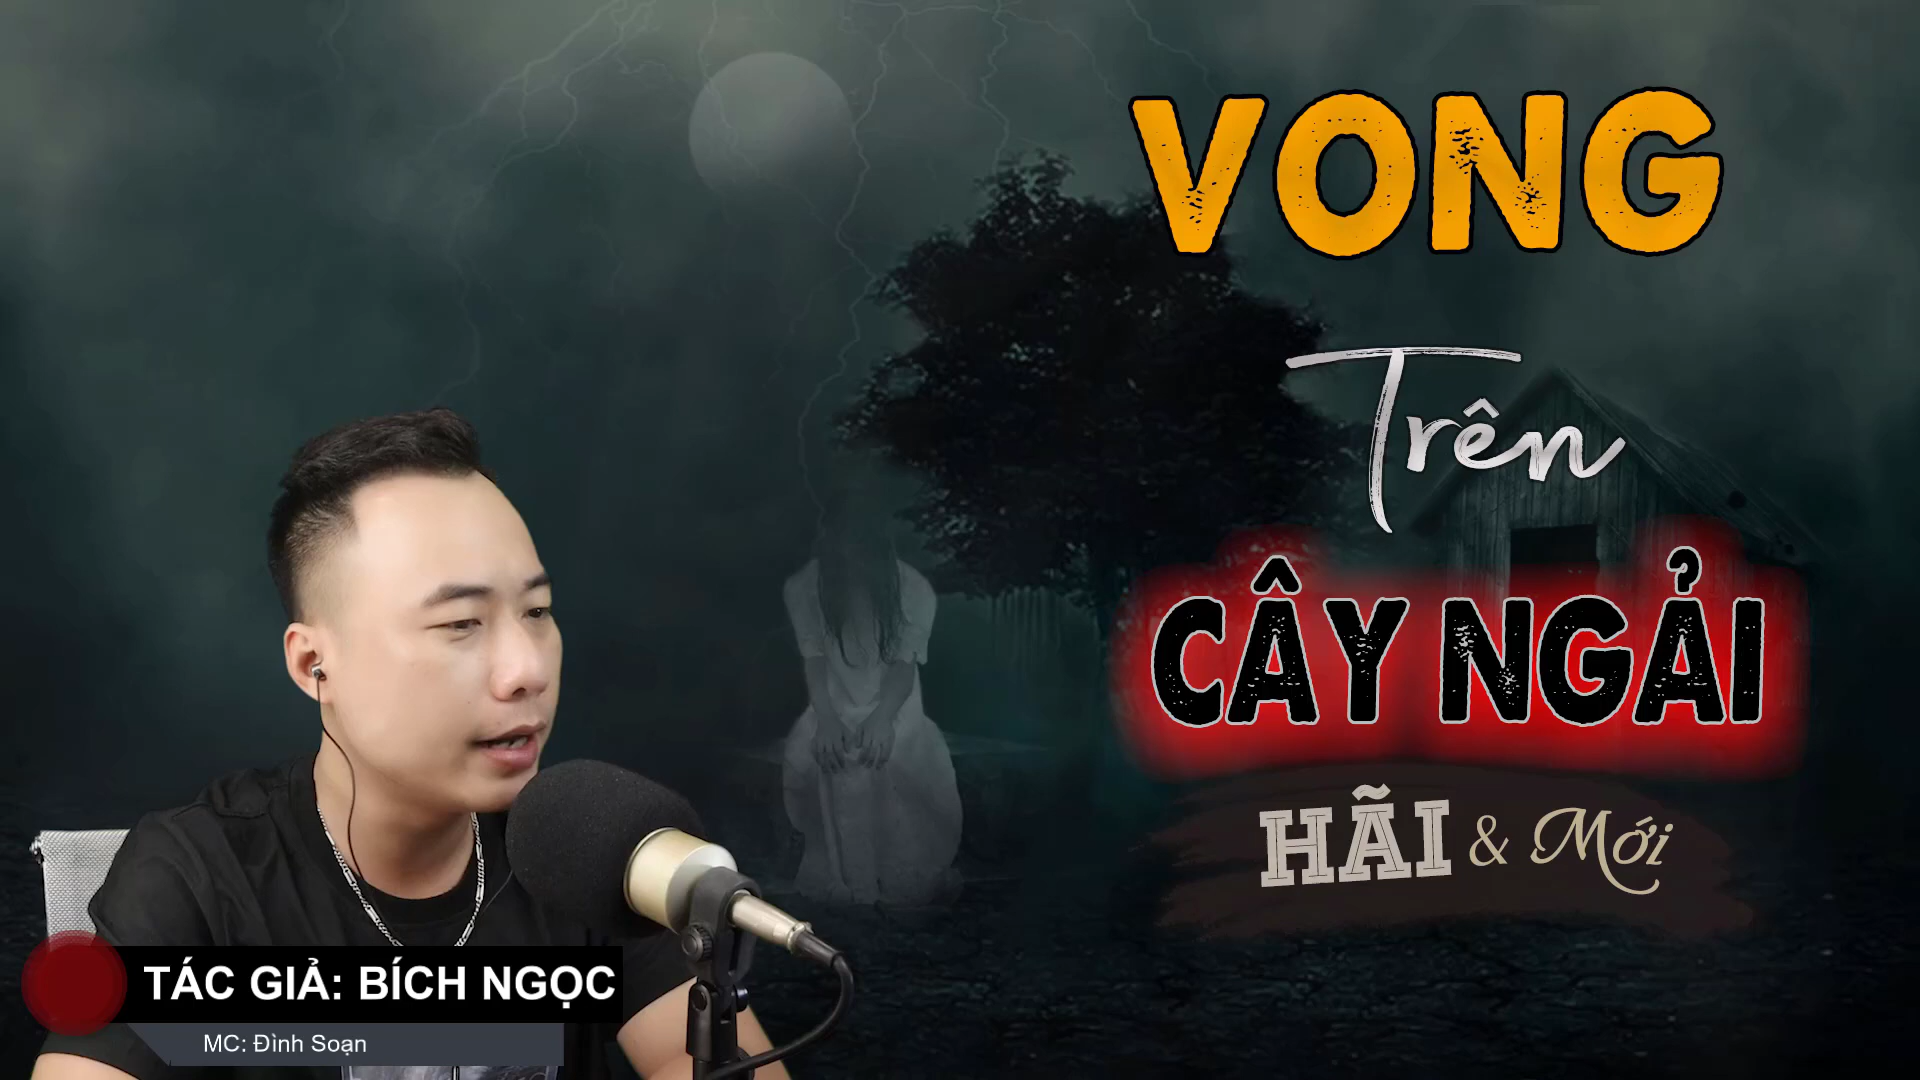 VONG
Trên
CÂY NGẢI
HÃI & Mới
TÁC GIẢ: BÍCH NGỌC
MC: Đình Soạn